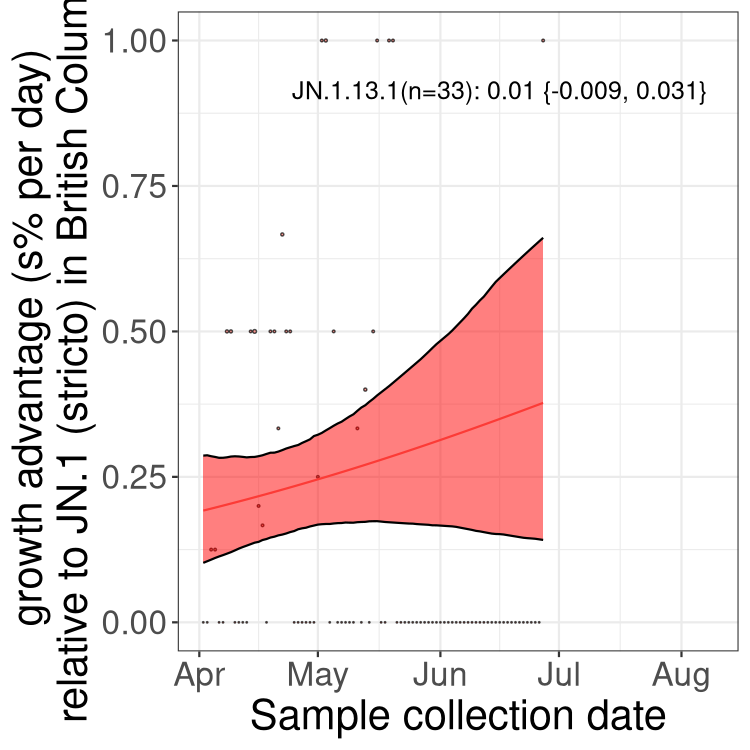 growth advantage (s% per day)
relative to JN.1 (stricto) in British Colum
1.00
0.75
0.50
0.25
0.00
JN.1.13.1(n=33): 0.01 {-0.009, 0.031}
Apr May Jun Jul Aug
Sample collection date